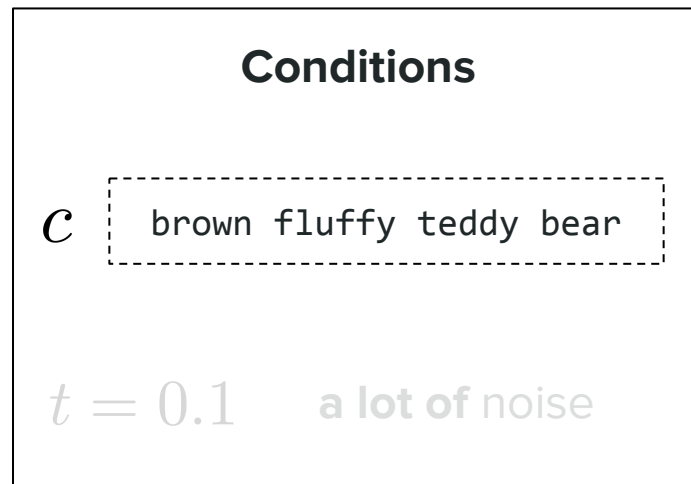 Conditions
c brown fluffy teddy bear
t = 0.1 a lot of noise